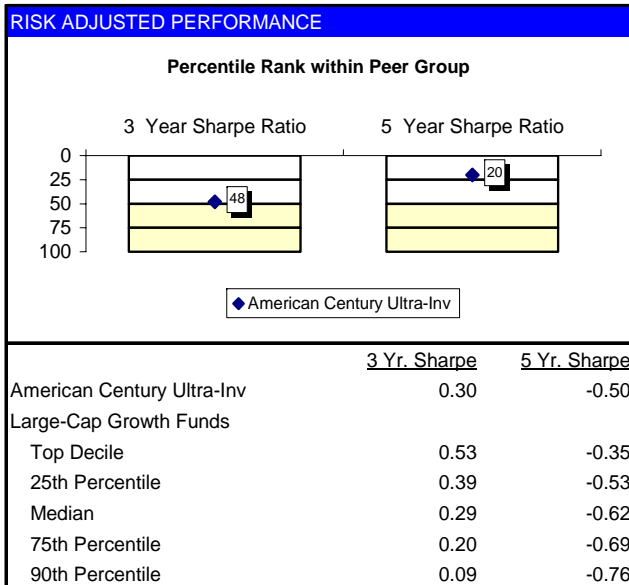 RISK ADJUSTED PERFORMANCE
Percentile Rank within Peer Group
3 Year Sharpe Ratio 5 Year Sharpe Ratio
0
25
50
75
100
48
20
American Century Ultra-Inv
3 Yr. Sharpe 5 Yr. Sharpe
American Century Ultra-Inv 0.30 -0.50
Large-Cap Growth Funds
Top Decile 0.53 -0.35
25th Percentile 0.39 -0.53
Median 0.29 -0.62
75th Percentile 0.20 -0.69
90th Percentile 0.09 -0.76